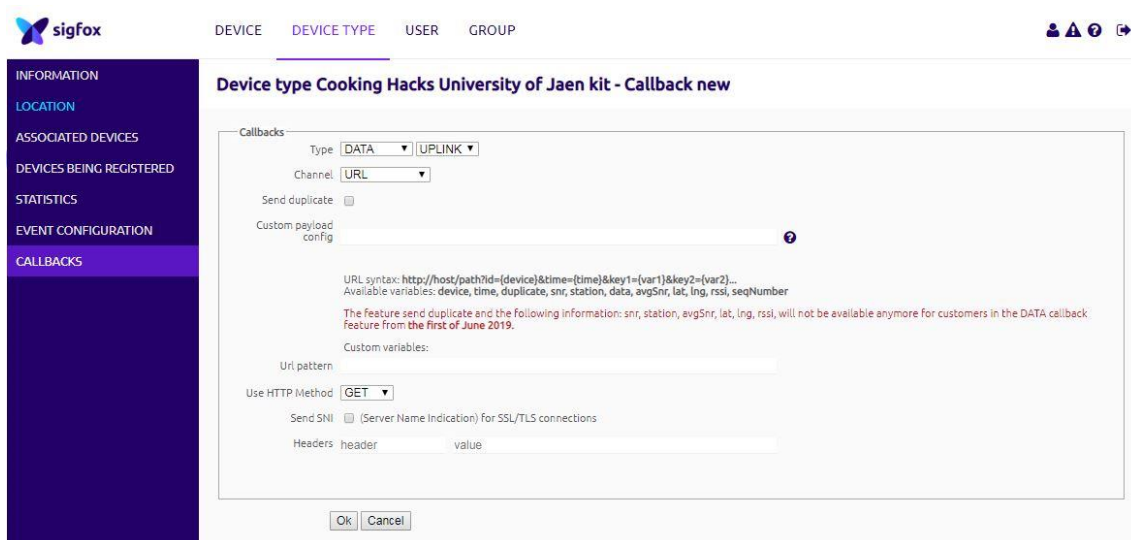 sigfox
DEVICE DEVICE TYPE USER GROUP
INFORMATION
LOCATION
ASSOCIATED DEVICES
DEVICES BEING REGISTERED
STATISTICS
EVENT CONFIGURATION
CALLBACKS
Device type Cooking Hacks University of Jaen kit - Callback new
Callbacks
Type DATA UPLINK
Channel URL
Send duplicate
Custom payload
config
URL syntax: http://host/path?id={device}&time={time}&key1={var1}&key2={var2}...
Available variables: device, time, duplicate, snr, station, data, avgSnr, lat, lng, rssi, seqNumber
The feature send duplicate and the following information: snr, station, avgSnr, lat, lng, rssi, will not be available anymore for customers in the DATA callback
feature from the first of June 2019.
Custom variables:
Url pattern
Use HTTP Method GET
Send SNI (Server Name Indication) for SSL/TLS connections
Headers header value
Ok Cancel